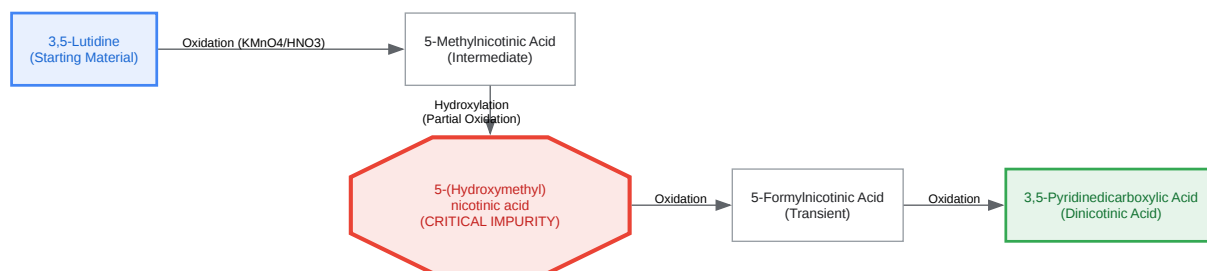 3,5-Lutidine
(Starting Material)
Oxidation (KMnO4/HNO3)
5-Methylnicotinic Acid
(Intermediate)
Hydroxylation
(Partial Oxidation)
5-(Hydroxymethyl)
nicotinic acid
(CRITICAL IMPURITY)
Oxidation
5-Formylnicotinic Acid
(Transient)
Oxidation
3,5-Pyridinedicarboxylic Acid
(Dinicotinic Acid)